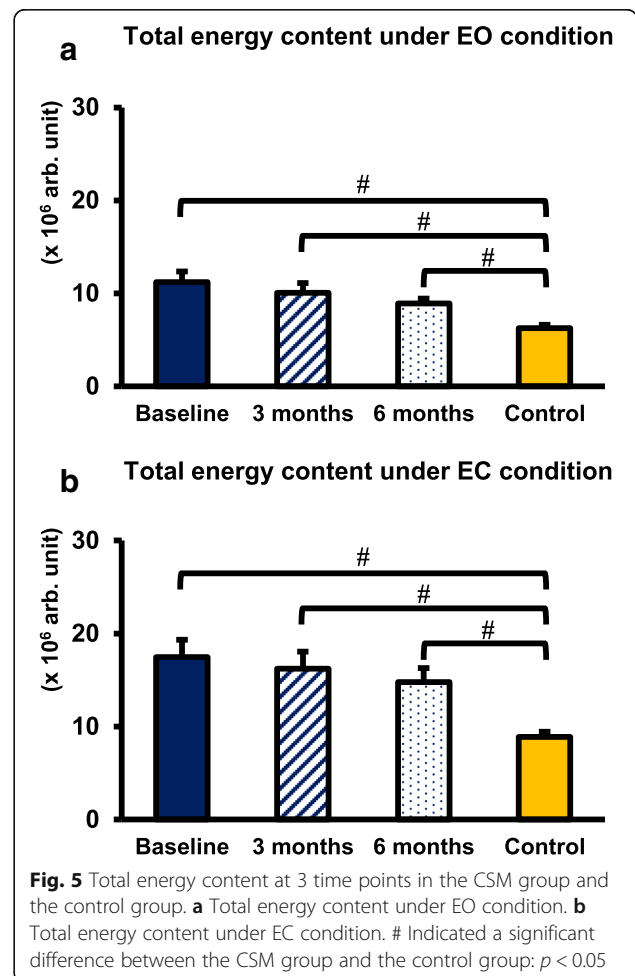 Total energy content under EO condition
a
(x 10⁶ arb. unit)
30
20
10
0
#
#
#
Baseline 3 months 6 months Control
Total energy content under EC condition
b
(x 10⁶ arb. unit)
30
20
10
0
#
#
#
Baseline 3 months 6 months Control
Fig. 5 Total energy content at 3 time points in the CSM group and
the control group. a Total energy content under EO condition. b
Total energy content under EC condition. # Indicated a significant
difference between the CSM group and the control group: p < 0.05